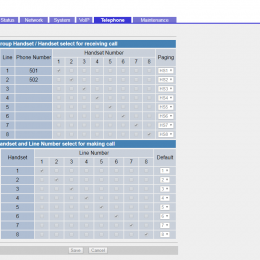 Status Network System VoIP Telephone Maintenance
Group Handset / Handset select for receiving call
Line Phone Number Handset Number Paging
1 2 3 4 5 6 7 8
1 501 HS1
2 502 HS2
3 HS3
4 HS4
5 HS5
6 HS6
7 HS7
8 HS8
Handset and Line Number select for making call
Handset Line Number Default
1 2 3 4 5 6 7 8
1 1
2 2
3 3
4 4
5 5
6 6
7 7
8 8
Save Cancel